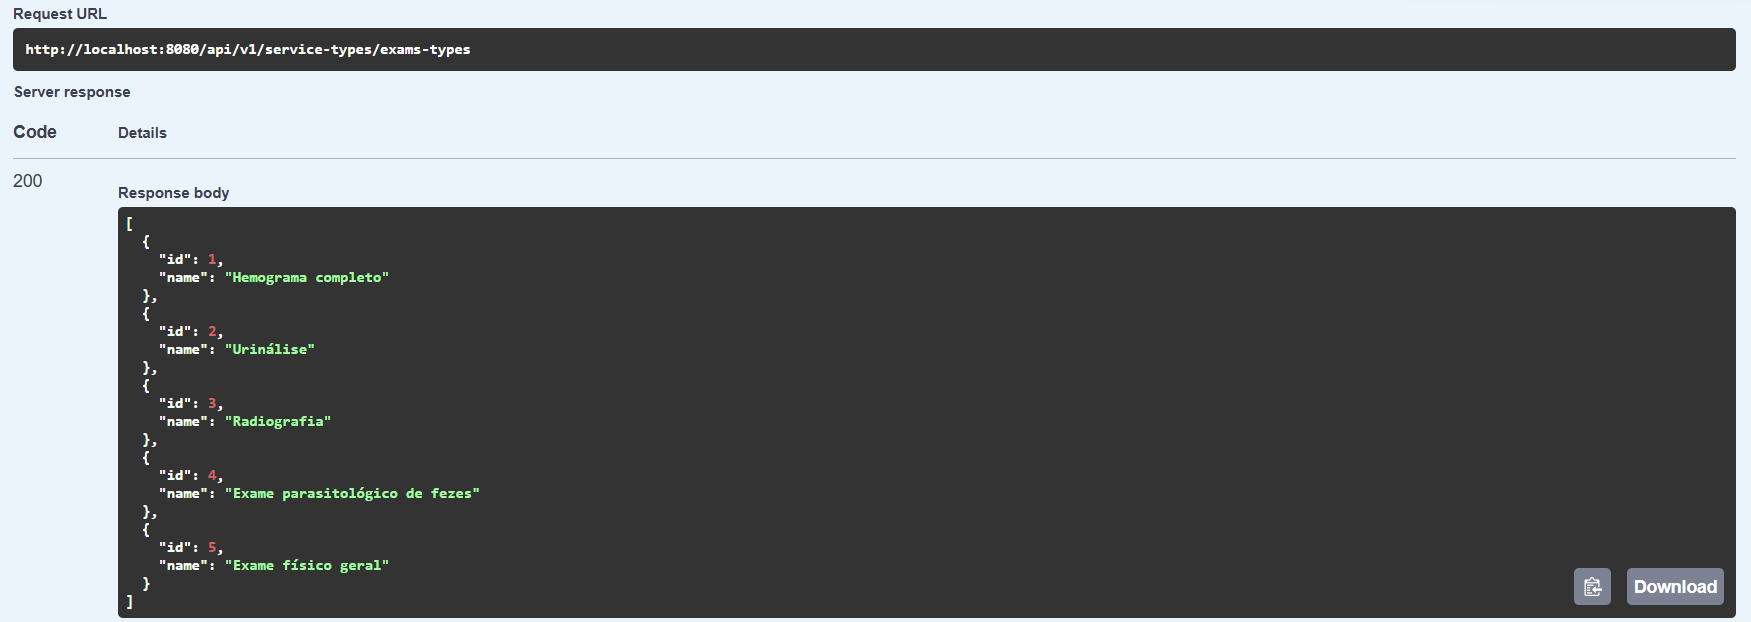 Request URL
http://localhost:8080/api/v1/service-types/exams-types
Server response
Code Details
200
Response body
[
  {
    "id": 1,
    "name": "Hemograma completo"
  },
  {
    "id": 2,
    "name": "Urinálise"
  },
  {
    "id": 3,
    "name": "Radiografia"
  },
  {
    "id": 4,
    "name": "Exame parasitológico de fezes"
  },
  {
    "id": 5,
    "name": "Exame físico geral"
  }
]
Download